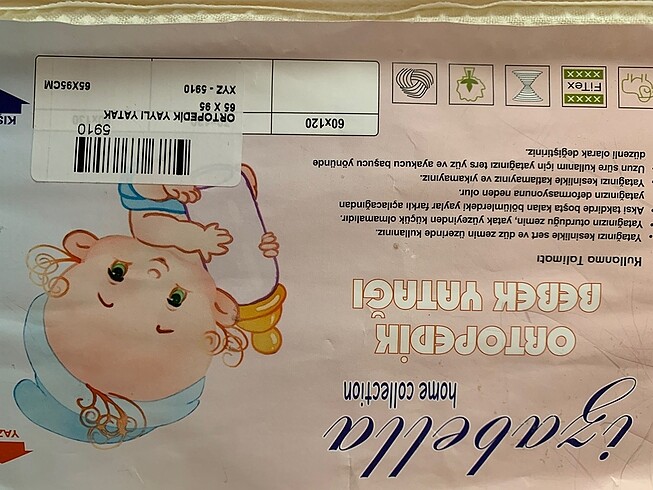 izabella
home collection
ORTOPEDİK
BEBEK YATAĞI
Kullanma Talimatı
• Yatağınızı kesinlikle sert ve düz zemin üzerinde kullanınız.
• Yatağınızın oturduğu zemin, yatak yüzeyinden küçük olmamalıdır.
Aksi takdirde boşta kalan bölümlerdeki yaylar farklı açılacağından
yatağınızın deformasyonuna neden olur.
• Yatağınızı kesinlikle katlamayınız ve yıkamayınız.
• Uzun süre kullanım için yatağınızı ters yüz ve ayakucu başucu yönünü
düzenli olarak değiştiriniz.
YAZ
5910
ORTOPEDİK YAYLI YATAK
65 X 95
XYZ - 5910
65X95CM
60x120
FiTex
KIŞ